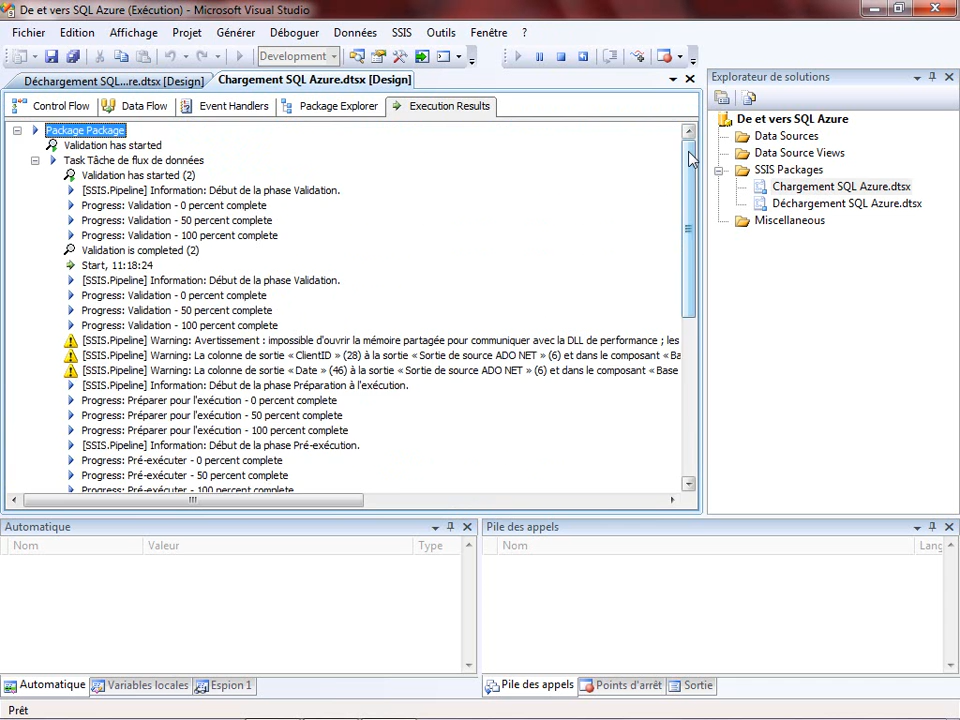 De et vers SQL Azure (Exécution) - Microsoft Visual Studio
Fichier Edition Affichage Projet Générer Déboguer Données SSIS Outils Fenêtre ?
Development
Déchargement SQL...re.dtsx [Design] Chargement SQL Azure.dtsx [Design]
Control Flow Data Flow Event Handlers Package Explorer Execution Results
Package Package
Validation has started
Task Tâche de flux de données
Validation has started (2)
[SSIS.Pipeline] Information: Début de la phase Validation.
Progress: Validation - 0 percent complete
Progress: Validation - 50 percent complete
Progress: Validation - 100 percent complete
Validation is completed (2)
Start, 11:18:24
[SSIS.Pipeline] Information: Début de la phase Validation.
Progress: Validation - 0 percent complete
Progress: Validation - 50 percent complete
Progress: Validation - 100 percent complete
[SSIS.Pipeline] Warning: Avertissement : impossible d'ouvrir la mémoire partagée pour communiquer avec la DLL de performance ; les
[SSIS.Pipeline] Warning: La colonne de sortie « ClientID » (28) à la sortie « Sortie de source ADO NET » (6) et dans le composant « Ba
[SSIS.Pipeline] Warning: La colonne de sortie « Date » (46) à la sortie « Sortie de source ADO NET » (6) et dans le composant « Base
[SSIS.Pipeline] Information: Début de la phase Préparation à l'exécution.
Progress: Préparer pour l'exécution - 0 percent complete
Progress: Préparer pour l'exécution - 50 percent complete
Progress: Préparer pour l'exécution - 100 percent complete
[SSIS.Pipeline] Information: Début de la phase Pré-exécution.
Progress: Pré-exécuter - 0 percent complete
Progress: Pré-exécuter - 50 percent complete
Progress: Pré-exécuter - 100 percent complete
Explorateur de solutions
De et vers SQL Azure
Data Sources
Data Source Views
SSIS Packages
Chargement SQL Azure.dtsx
Déchargement SQL Azure.dtsx
Miscellaneous
Automatique
Nom Valeur Type
Pile des appels
Nom Lang
Automatique Variables locales Espion 1
Pile des appels Points d'arrêt Sortie
Prêt